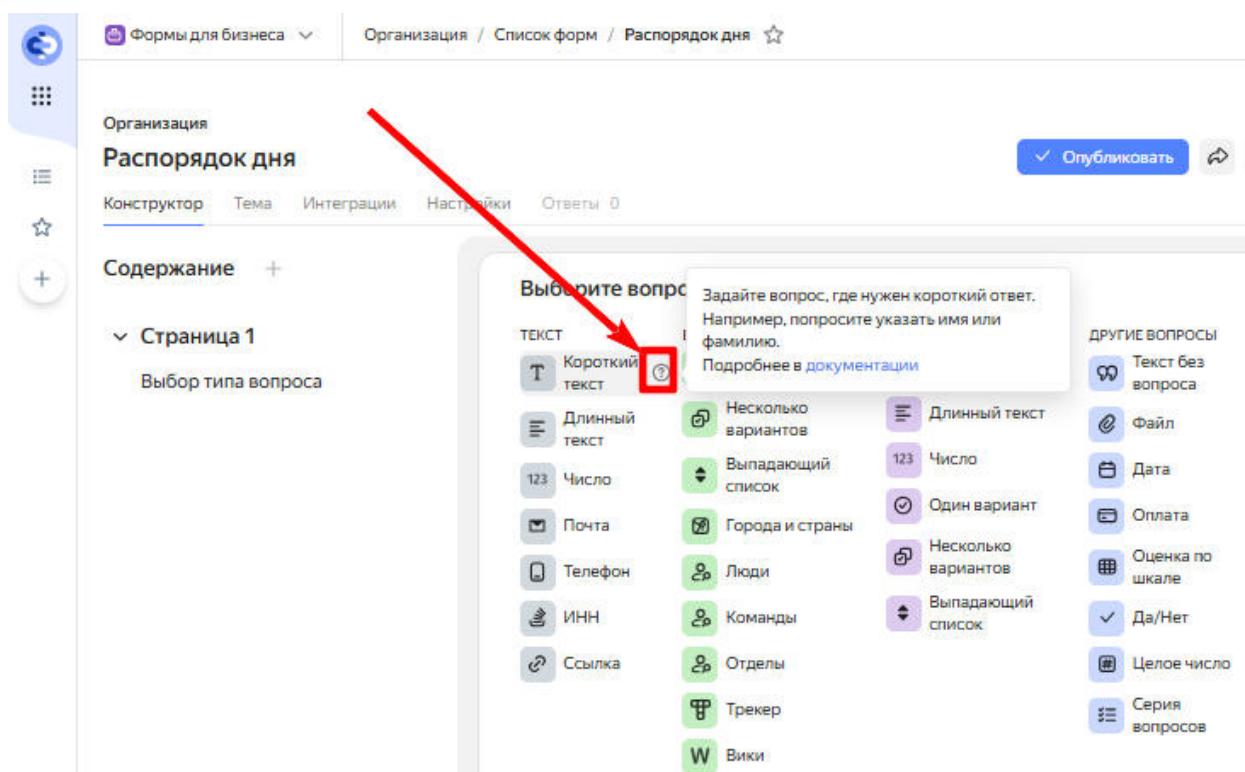 Формы для бизнеса
Организация / Список форм / Распорядок дня
Организация
Распорядок дня
Опубликовать
Конструктор
Тема
Интеграции
Настройки
Ответы 0
Содержание
Страница 1
Выбор типа вопроса
Выберите
Задайте вопрос, где нужен короткий ответ.
Например, попросите указать имя или
фамилию.
Подробнее в документации
ТЕКСТ
Короткий
текст
Длинный
текст
123 Число
Почта
Телефон
ИНН
Ссылка
Несколько
вариантов
Выпадающий
список
Города и страны
Люди
Команды
Отделы
Трекер
Вики
Длинный текст
123 Число
Один вариант
Несколько
вариантов
Выпадающий
список
ДРУГИЕ ВОПРОСЫ
Текст без
вопроса
Файл
Дата
Оплата
Оценка по
шкале
Да/Нет
Целое число
Серия
вопросов